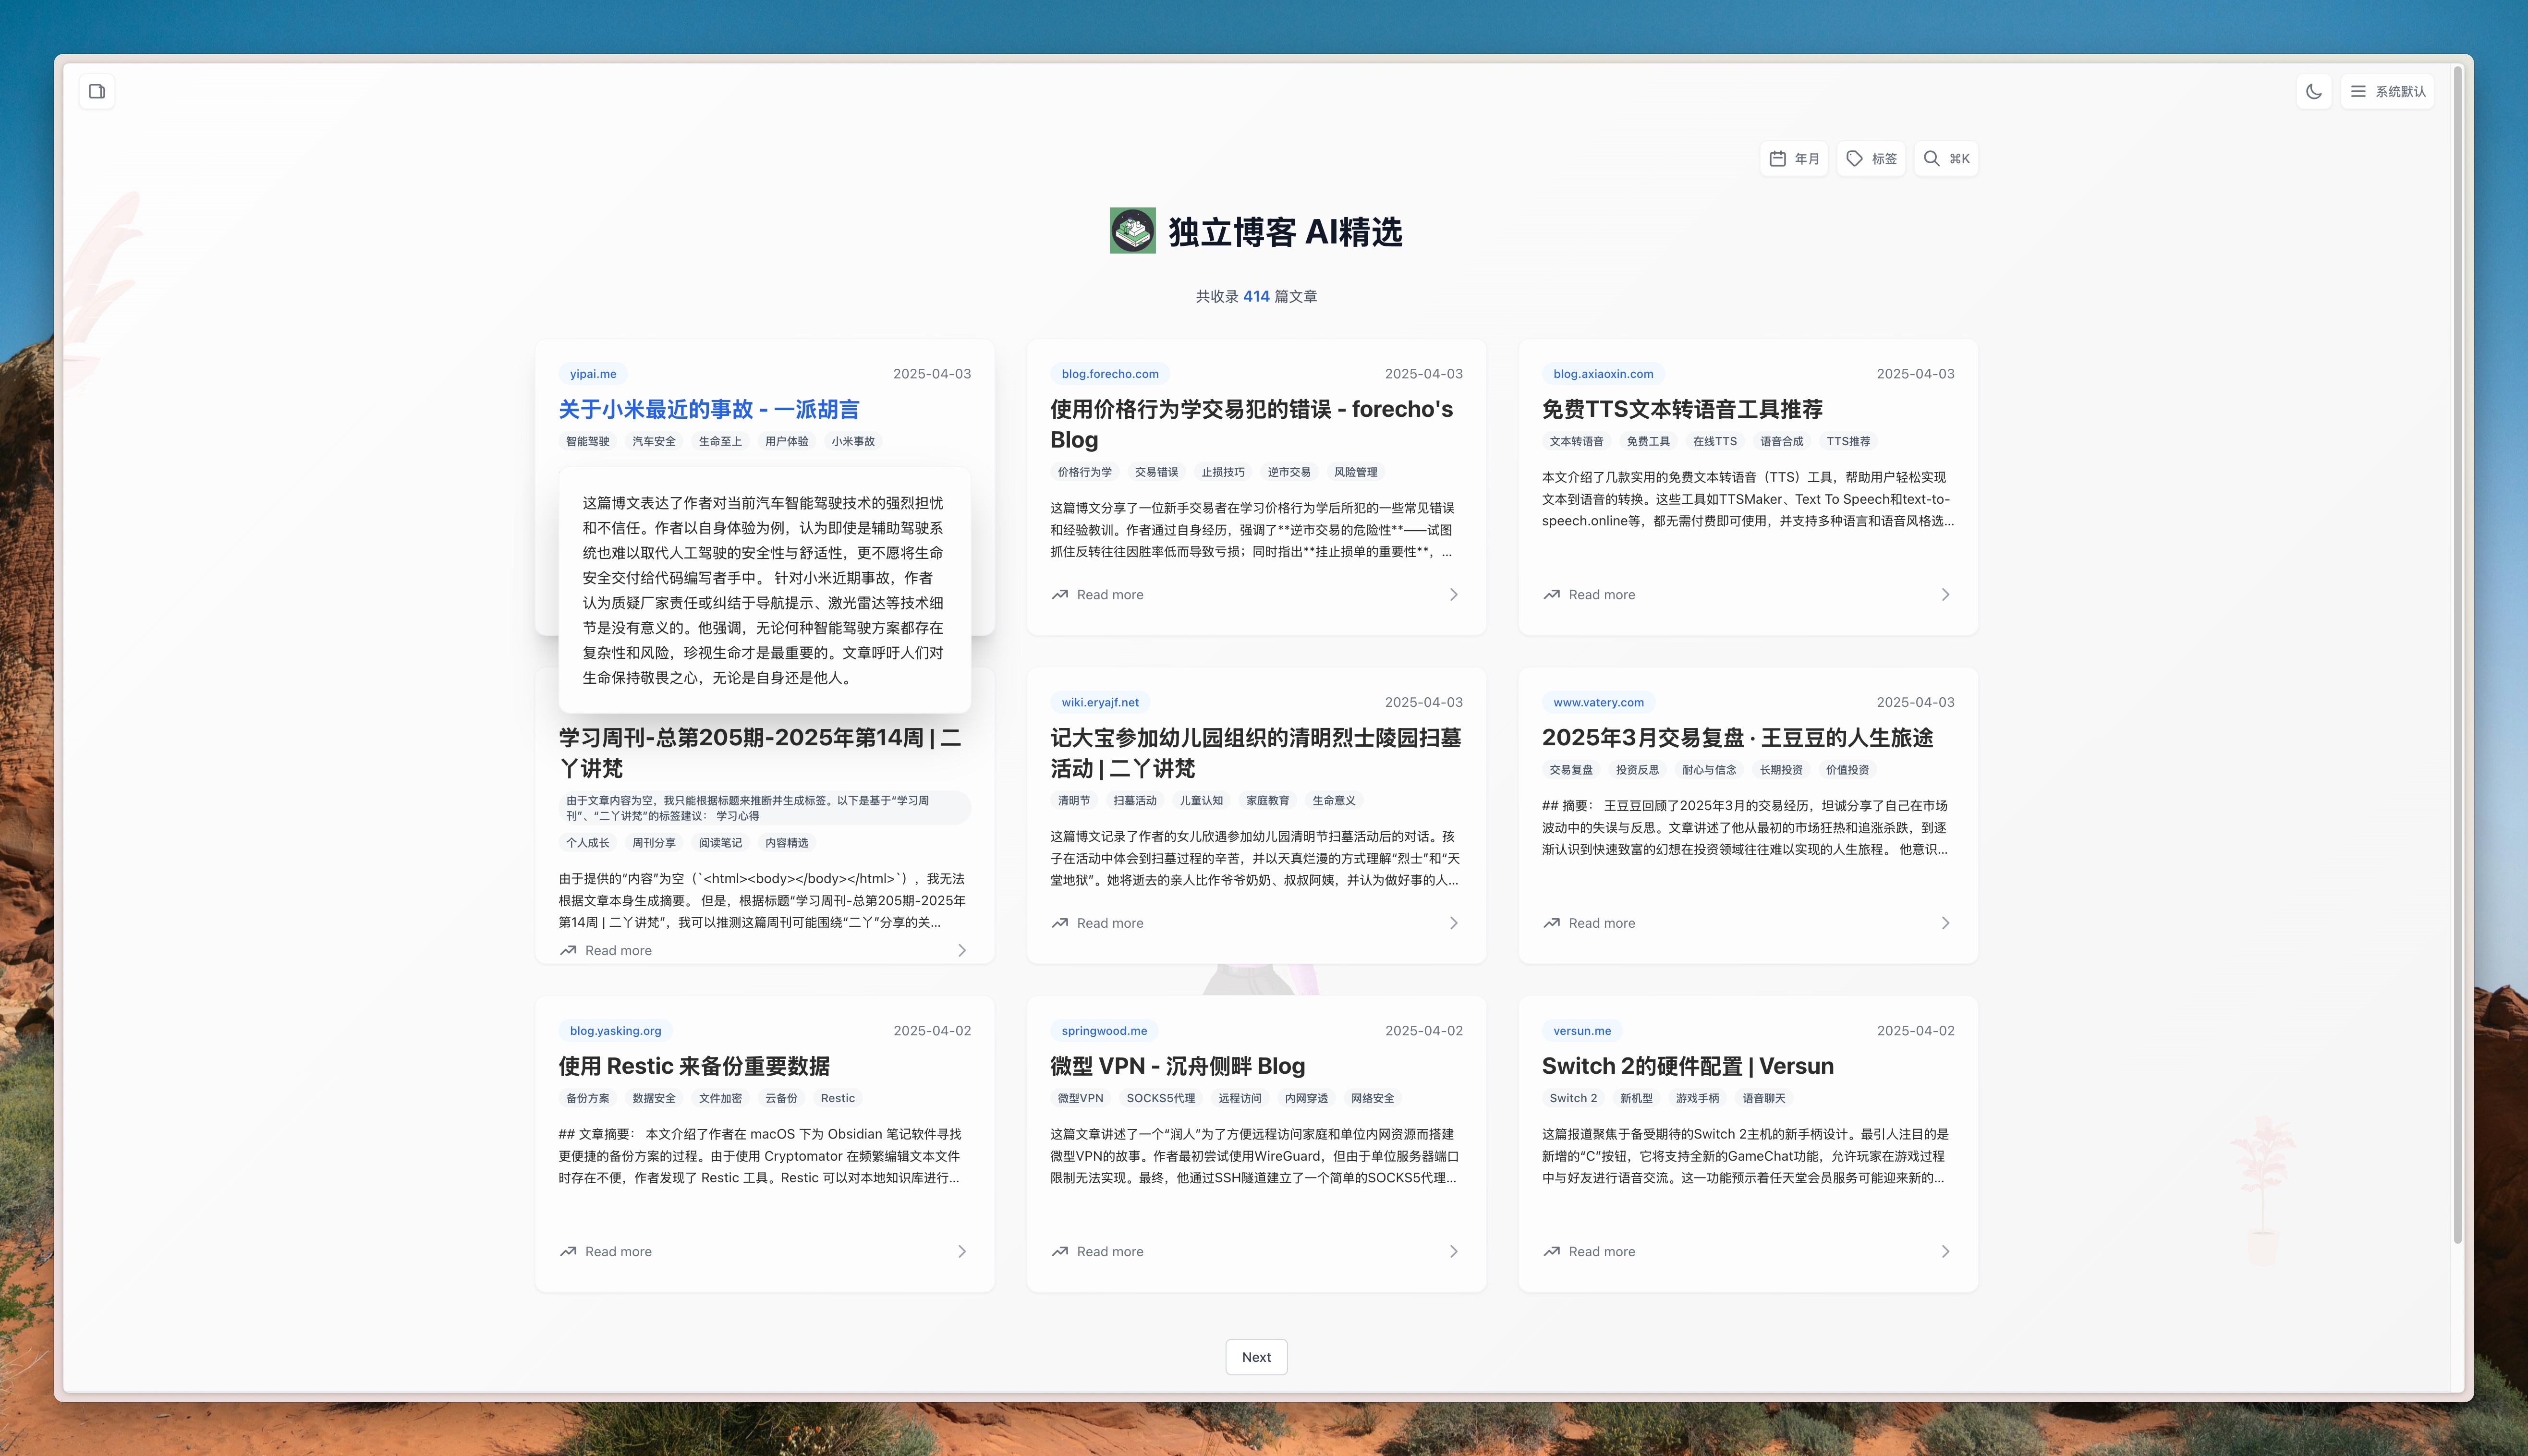 系统默认
年月
标签
⌘K
独立博客 AI精选
共收录 414 篇文章
yipai.me
2025-04-03
关于小米最近的事故 - 一派胡言
智能驾驶 汽车安全 生命至上 用户体验 小米事故
这篇博文表达了作者对当前汽车智能驾驶技术的强烈担忧
和不信任。作者以自身体验为例，认为即使是辅助驾驶系
统也难以取代人工驾驶的安全性与舒适性，更不愿将生命
安全交付给代码编写者手中。 针对小米近期事故，作者
认为质疑厂家责任或纠结于导航提示、激光雷达等技术细
节是没有意义的。他强调，无论何种智能驾驶方案都存在
复杂性和风险，珍视生命才是最重要的。文章呼吁人们对
生命保持敬畏之心，无论是自身还是他人。
blog.forecho.com
2025-04-03
使用价格行为学交易犯的错误 - forecho's
Blog
价格行为学 交易错误 止损技巧 逆市交易 风险管理
这篇博文分享了一位新手交易者在学习价格行为学后所犯的一些常见错误
和经验教训。作者通过自身经历，强调了**逆市交易的危险性**——试图
抓住反转往往因胜率低而导致亏损；同时指出**挂止损单的重要性**，...
Read more
blog.axiaoxin.com
2025-04-03
免费TTS文本转语音工具推荐
文本转语音 免费工具 在线TTS 语音合成 TTS推荐
本文介绍了几款实用的免费文本转语音（TTS）工具，帮助用户轻松实现
文本到语音的转换。这些工具如TTSMaker、Text To Speech和text-to-
speech.online等，都无需付费即可使用，并支持多种语言和语音风格选...
Read more
学习周刊-总第205期-2025年第14周 | 二
丫讲梵
由于文章内容为空，我只能根据标题来推断并生成标签。以下是基于“学习周
刊”、“二丫讲梵”的标签建议： 学习心得
个人成长 周刊分享 阅读笔记 内容精选
由于提供的“内容”为空（`<html><body></body></html>`），我无法
根据文章本身生成摘要。 但是，根据标题“学习周刊-总第205期-2025年
第14周 | 二丫讲梵”，我可以推测这篇周刊可能围绕“二丫”分享的关...
Read more
wiki.eryajf.net
2025-04-03
记大宝参加幼儿园组织的清明烈士陵园扫墓
活动 | 二丫讲梵
清明节 扫墓活动 儿童认知 家庭教育 生命意义
这篇博文记录了作者的女儿欣遇参加幼儿园清明节扫墓活动后的对话。孩
子在活动中体会到扫墓过程的辛苦，并以天真烂漫的方式理解“烈士”和“天
堂地狱”。她将逝去的亲人比作爷爷奶奶、叔叔阿姨，并认为做好事的人...
Read more
www.vatery.com
2025-04-03
2025年3月交易复盘 · 王豆豆的人生旅途
交易复盘 投资反思 耐心与信念 长期投资 价值投资
## 摘要： 王豆豆回顾了2025年3月的交易经历，坦诚分享了自己在市场
波动中的失误与反思。文章讲述了他从最初的市场狂热和追涨杀跌，到逐
渐认识到快速致富的幻想在投资领域往往难以实现的人生旅程。 他意识...
Read more
blog.yasking.org
2025-04-02
使用 Restic 来备份重要数据
备份方案 数据安全 文件加密 云备份 Restic
## 文章摘要： 本文介绍了作者在 macOS 下为 Obsidian 笔记软件寻找
更便捷的备份方案的过程。由于使用 Cryptomator 在频繁编辑文本文件
时存在不便，作者发现了 Restic 工具。Restic 可以对本地知识库进行...
Read more
springwood.me
2025-04-02
微型 VPN - 沉舟侧畔 Blog
微型VPN SOCKS5代理 远程访问 内网穿透 网络安全
这篇文章讲述了一个“润人”为了方便远程访问家庭和单位内网资源而搭建
微型VPN的故事。作者最初尝试使用WireGuard，但由于单位服务器端口
限制无法实现。最终，他通过SSH隧道建立了一个简单的SOCKS5代理...
Read more
versun.me
2025-04-02
Switch 2的硬件配置 | Versun
Switch 2 新机型 游戏手柄 语音聊天
这篇报道聚焦于备受期待的Switch 2主机的新手柄设计。最引人注目的是
新增的“C”按钮，它将支持全新的GameChat功能，允许玩家在游戏过程
中与好友进行语音交流。这一功能预示着任天堂会员服务可能迎来新的...
Read more
Next